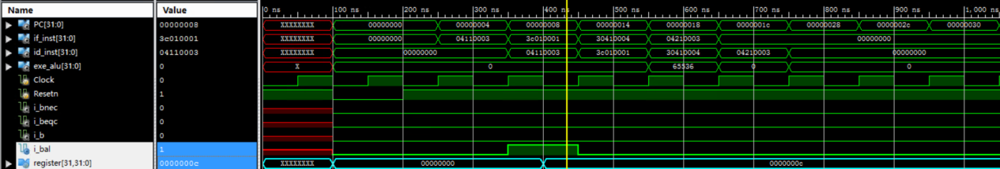 Name Value 0 ns 100 ns 200 ns 300 ns 400 ns 500 ns 600 ns 700 ns 800 ns 900 ns 1,000 ns
PC[31:0] 00000008 XXXXXXXX 00000000 00000004 00000008 00000014 00000018 0000001c 00000028 0000002c 00000030
if_inst[31:0] 3c010001 XXXXXXXX 00000000 04110003 3c010001 30410004 04210003 00000000
id_inst[31:0] 04110003 XXXXXXXX 00000000 04110003 3c010001 30410004 04210003 00000000
exe_alu[31:0] 0 X 0 65536 0 0
Clock 0
Resetn 1
i_bnec 0
i_beqc 0
i_b 0
i_bal 1
register[31,31:0] 0000000c XXXXXXXX 00000000 0000000c